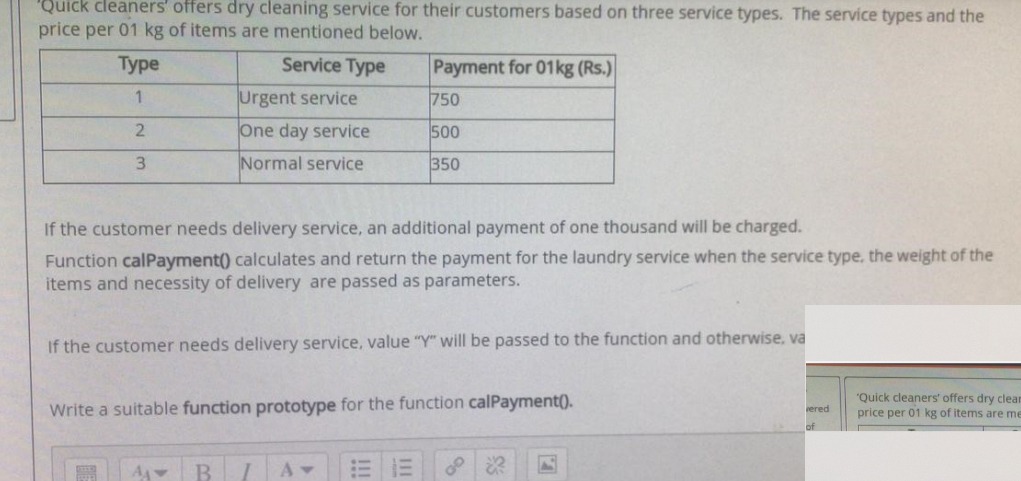 'Quick cleaners' offers dry cleaning service for their customers based on three service types. The service types and the
price per 01 kg of items are mentioned below.
Type Service Type Payment for 01kg (Rs.)
1 Urgent service 750
2 One day service 500
3 Normal service 350
If the customer needs delivery service, an additional payment of one thousand will be charged.
Function calPayment() calculates and return the payment for the laundry service when the service type, the weight of the
items and necessity of delivery are passed as parameters.
If the customer needs delivery service, value "Y" will be passed to the function and otherwise, va
Write a suitable function prototype for the function calPayment().
B I A
vered
of
'Quick cleaners' offers dry clear
price per 01 kg of items are me